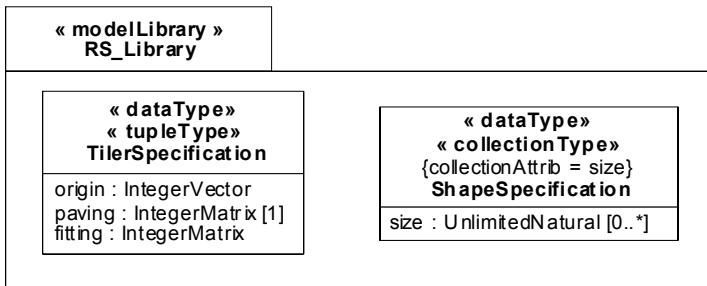 « modelLibrary »
RS_Library
« dataType»
« tupleType»
TilerSpecification
origin : IntegerVector
paving : IntegerMatrix [1]
fitting : IntegerMatrix
« dataType»
« collectionType»
{collectionAttrib = size}
ShapeSpecification
size : UnlimitedNatural [0..*]